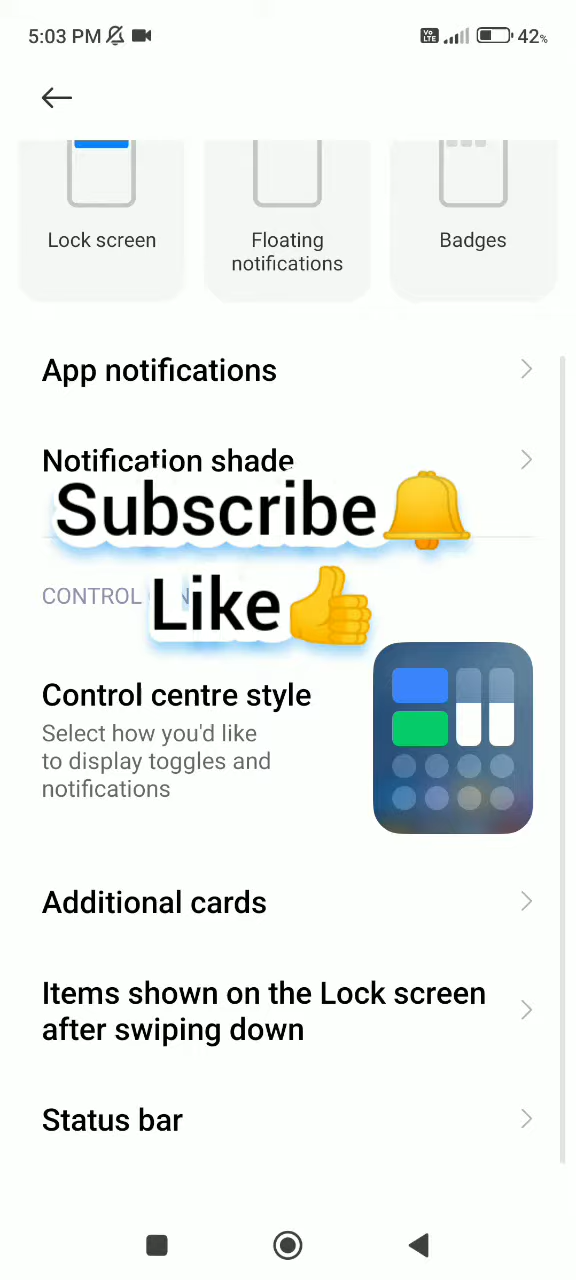 5:03 PM
Vo LTE
42%
Lock screen
Floating
notifications
Badges
App notifications
Notification shade
Subscribe🔔
CONTROL
Like👍
Control centre style
Select how you'd like
to display toggles and
notifications
Additional cards
Items shown on the Lock screen
after swiping down
Status bar